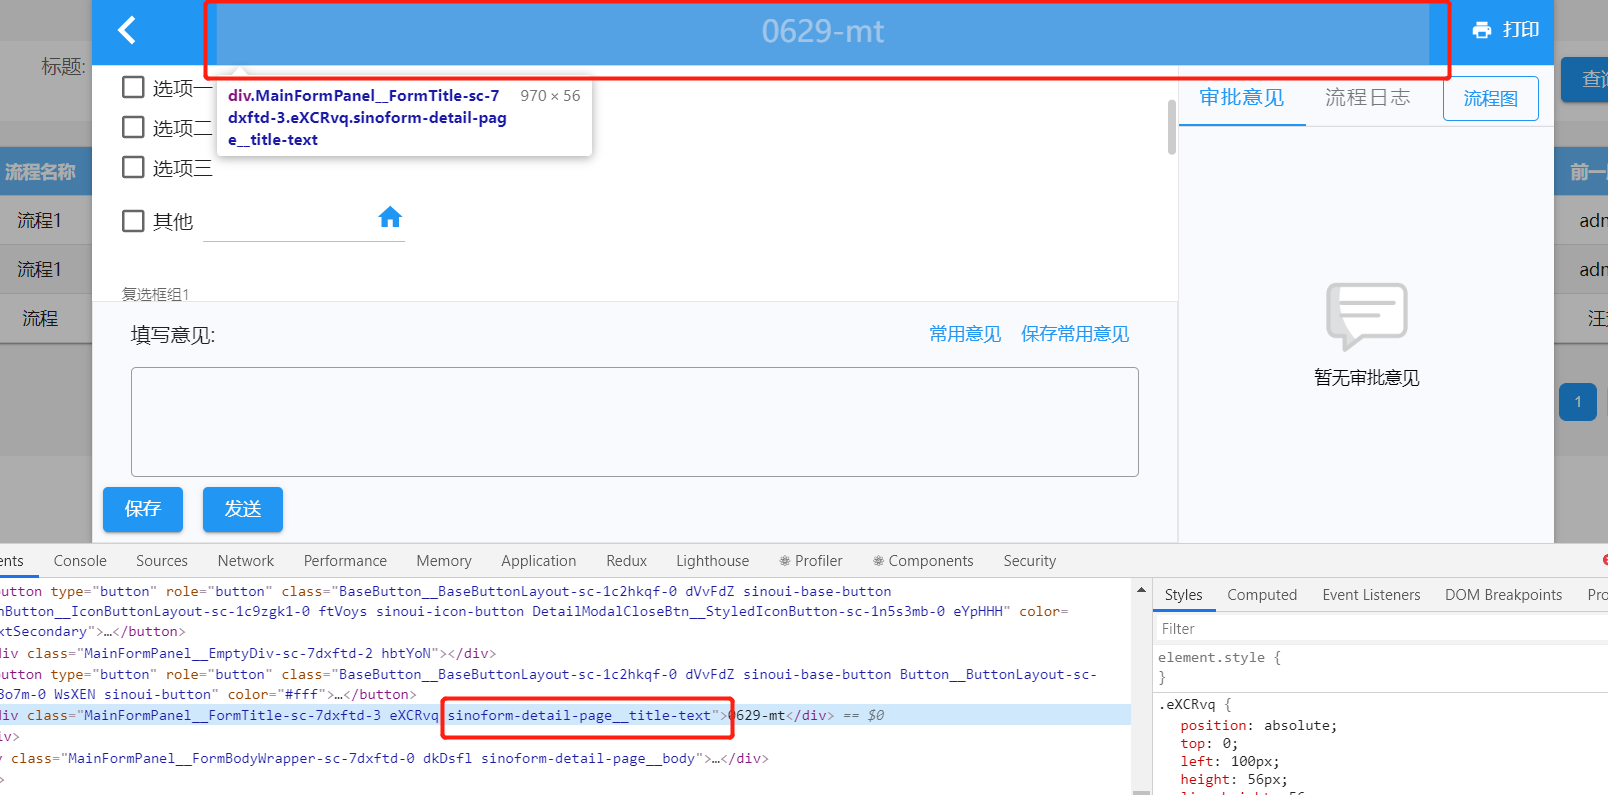 0629-mt
打印
标题:
查询
选项一
div.MainFormPanel__FormTitle-sc-7 970 × 56
dxftd-3.eXCRvq.sinoform-detail-pag
e__title-text
审批意见 流程日志 流程图
选项二
选项三
流程名称
前一
流程1
其他
adm
流程1
adm
复选框组1
流程
汪
填写意见:
常用意见 保存常用意见
暂无审批意见
1
保存 发送
ents Console Sources Network Performance Memory Application Redux Lighthouse Profiler Components Security
utton type="button" role="button" class="BaseButton__BaseButtonLayout-sc-1c2hkqf-0 dVvFdZ sinoui-base-button
nButton__IconButtonLayout-sc-1c9zgk1-0 ftVoys sinoui-icon-button DetailModalCloseBtn__StyledIconButton-sc-1n5s3mb-0 eYpHHH" color=
xtSecondary">…</button>
iv class="MainFormPanel__EmptyDiv-sc-7dxftd-2 hbtYoN"></div>
utton type="button" role="button" class="BaseButton__BaseButtonLayout-sc-1c2hkqf-0 dVvFdZ sinoui-base-button Button__ButtonLayout-sc-
8o7m-0 WsXEN sinoui-button" color="#fff">…</button>
iv class="MainFormPanel__FormTitle-sc-7dxftd-3 eXCRvq sinoform-detail-page__title-text">0629-mt</div> == $0
iv>
v class="MainFormPanel__FormBodyWrapper-sc-7dxftd-0 dkDsfl sinoform-detail-page__body">…</div>
>
Styles Computed Event Listeners DOM Breakpoints Pro
Filter
element.style {
}
.eXCRvq {
position: absolute;
top: 0;
left: 100px;
height: 56px;